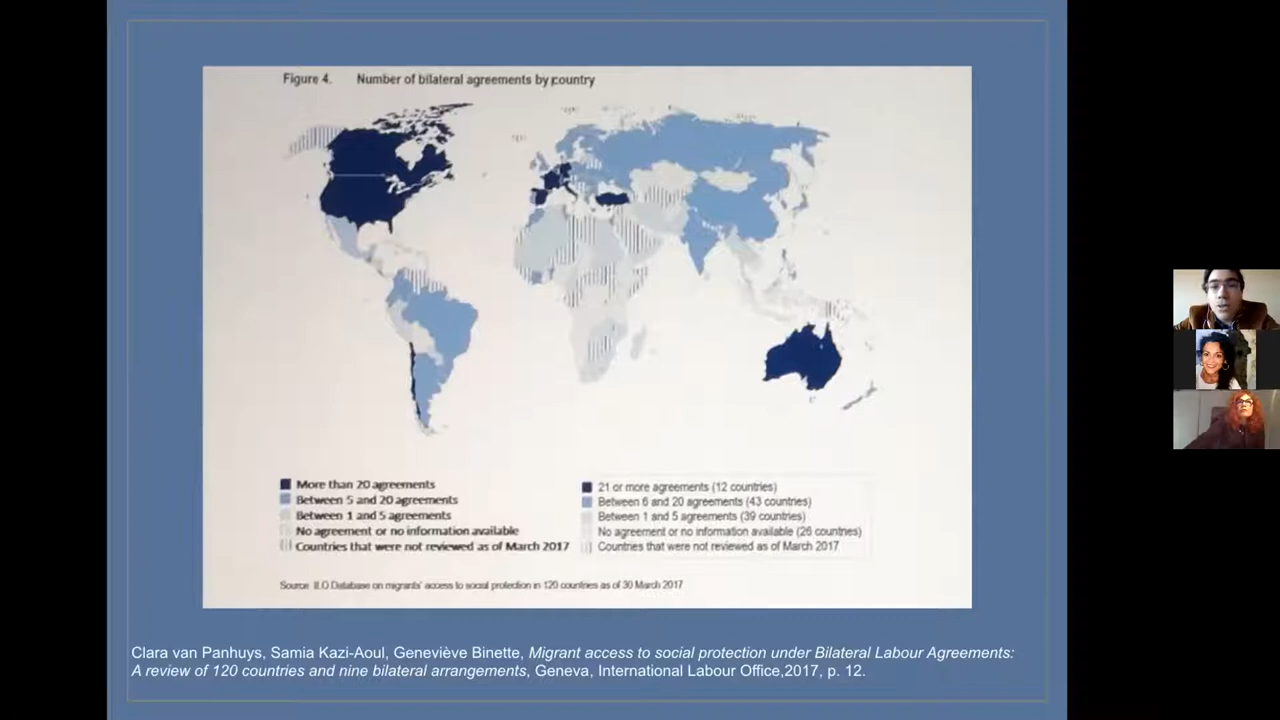 Figure 4. Number of bilateral agreements by country
More than 20 agreements
Between 5 and 20 agreements
Between 1 and 5 agreements
No agreement or no information available
Countries that were not reviewed as of March 2017
21 or more agreements (12 countries)
Between 6 and 20 agreements (43 countries)
Between 1 and 5 agreements (39 countries)
No agreement or no information available (26 countries)
Countries that were not reviewed as of March 2017
Source ILO Database on migrants' access to social protection in 120 countries as of 30 March 2017
Clara van Panhuys, Samia Kazi-Aoul, Geneviève Binette, Migrant access to social protection under Bilateral Labour Agreements:
A review of 120 countries and nine bilateral arrangements, Geneva, International Labour Office,2017, p. 12.